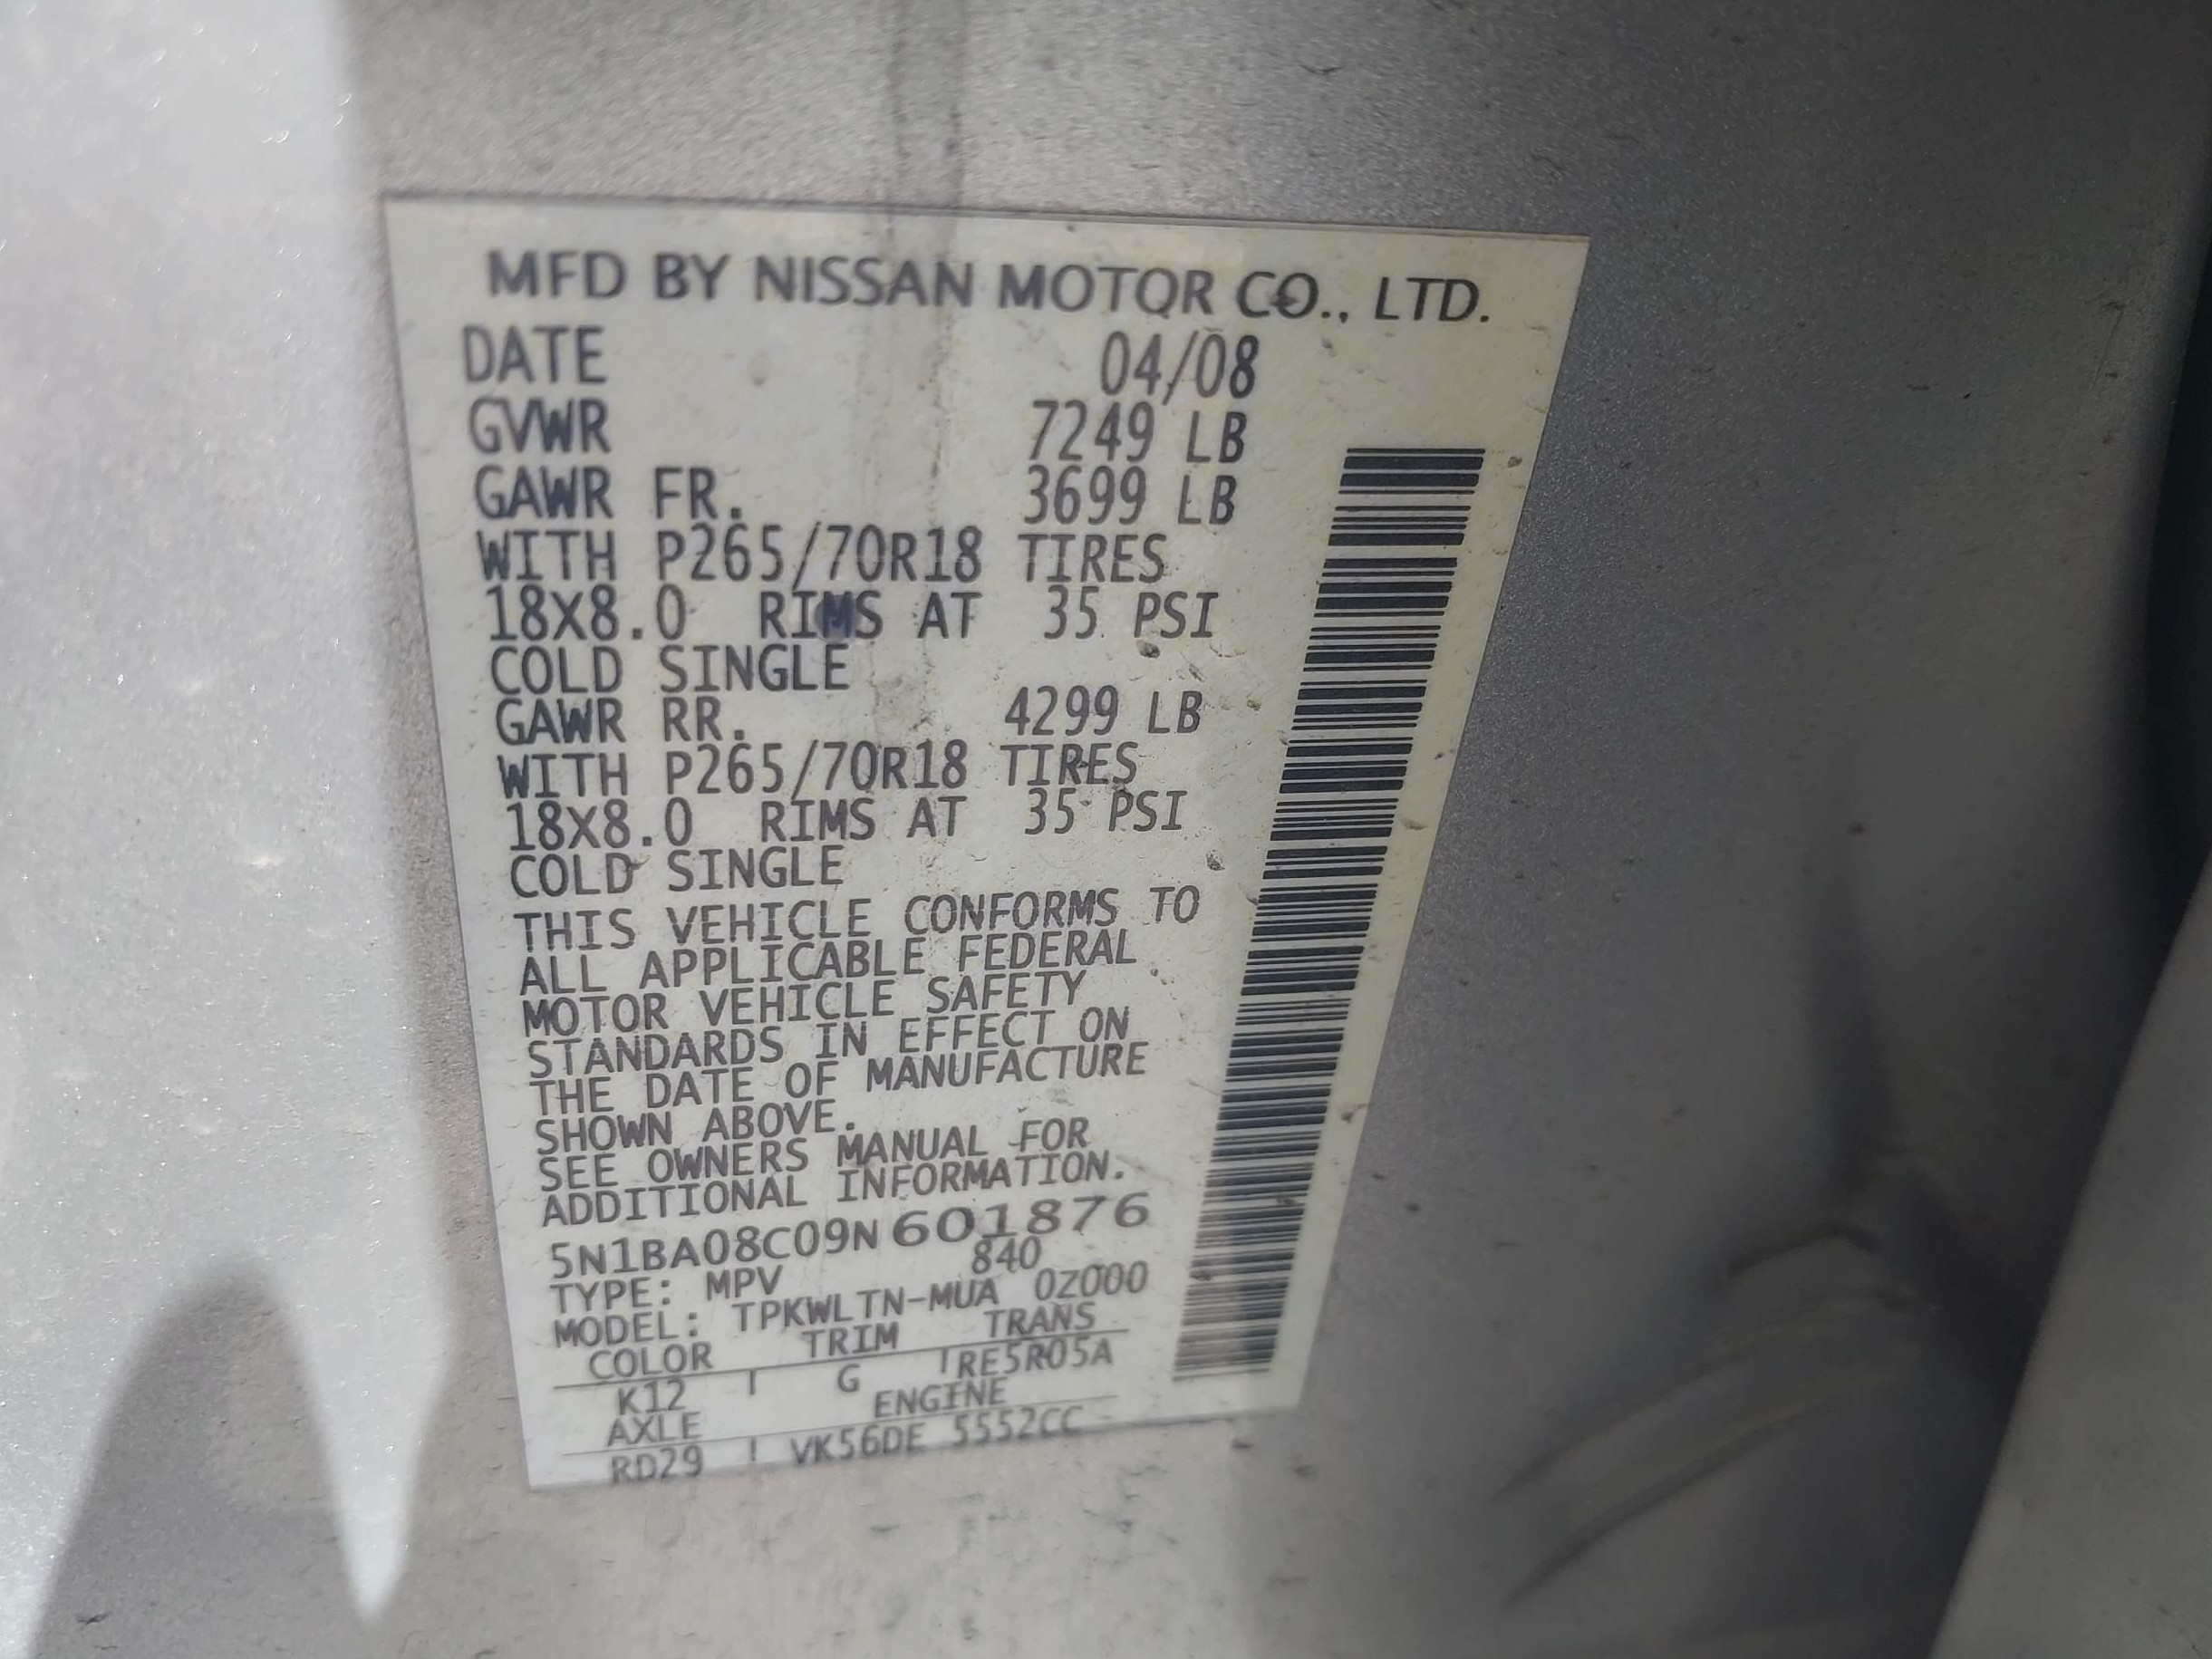 MFD BY NISSAN MOTOR CO., LTD.
DATE 04/08
GVWR 7249 LB
GAWR FR. 3699 LB
WITH P265/70R18 TIRES
18X8.0 RIMS AT 35 PSI
COLD SINGLE
GAWR RR. 4299 LB
WITH P265/70R18 TIRES
18X8.0 RIMS AT 35 PSI
COLD SINGLE
THIS VEHICLE CONFORMS TO
ALL APPLICABLE FEDERAL
MOTOR VEHICLE SAFETY
STANDARDS IN EFFECT ON
THE DATE OF MANUFACTURE
SHOWN ABOVE.
SEE OWNERS MANUAL FOR
ADDITIONAL INFORMATION.
5N1BA08C09N601876
TYPE: MPV 840
MODEL: TPKWLTN-MUA 0Z000
COLOR TRIM TRANS
K12 G RE5R05A
AXLE ENGINE
RD29 VK56DE 5552CC